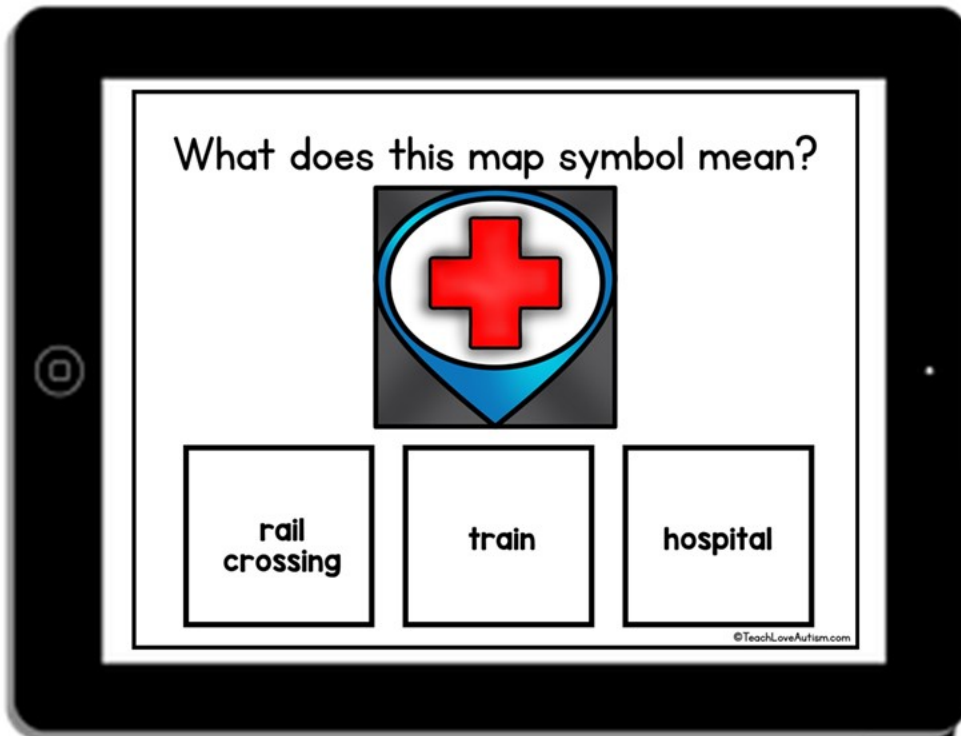 What does this map symbol mean?
rail
crossing
train
hospital
©TeachLoveAutism.com